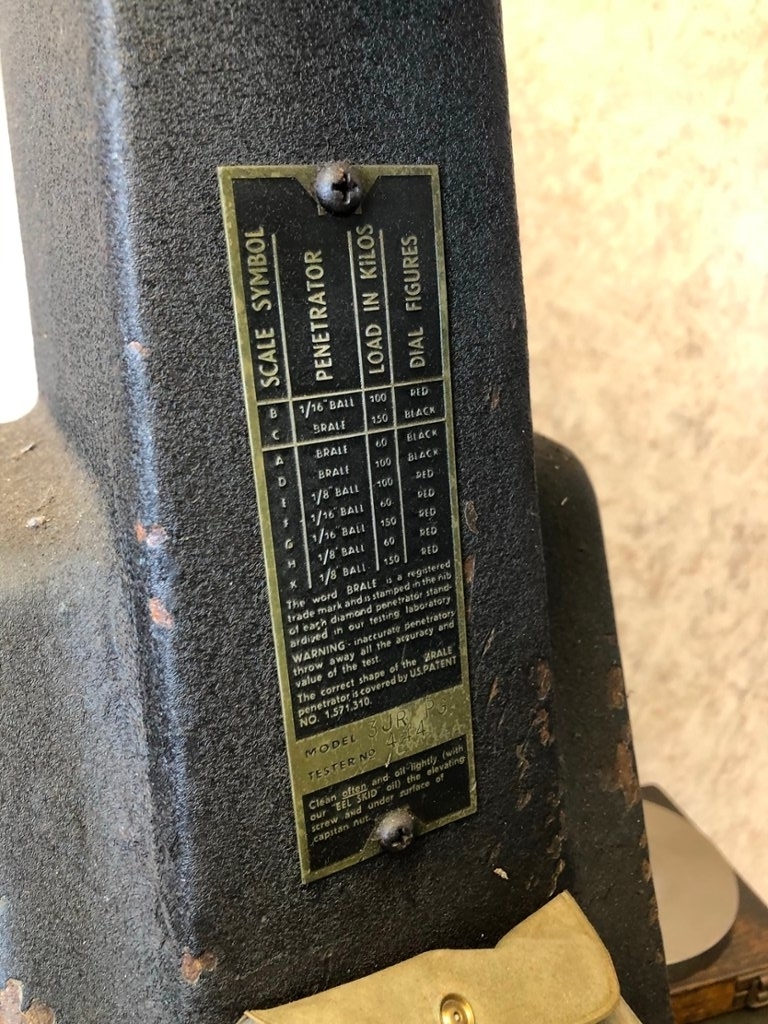 SCALE SYMBOL PENETRATOR LOAD IN KILOS DIAL FIGURES
B 1/16" BALL 100 RED
C BRALE 150 BLACK
A BRALE 60 BLACK
D BRALE 100 BLACK
E 1/8" BALL 100 RED
F 1/16" BALL 60 RED
G 1/16" BALL 150 RED
H 1/8" BALL 60 RED
K 1/8" BALL 150 RED
The word BRALE is a registered
trade mark and is stamped in the nib
of each diamond penetrator stand-
ardized in our testing laboratory
WARNING - inaccurate penetrators
throw away all the accuracy and
value of the test.
The correct shape of the BRALE
penetrator is covered by U.S. PATENT
NO. 1,571,310.
MODEL 3JR
TESTER NO 444
Clean often and oil lightly (with
our "EEL SKID" oil) the elevating
screw and under surface of
capstan nut.